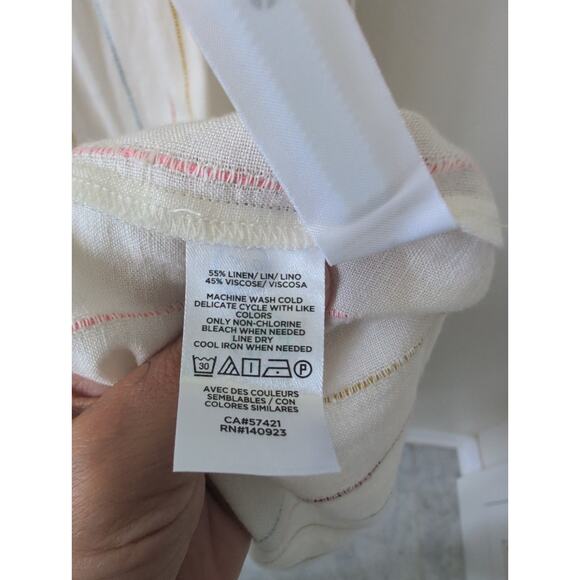 55% LINEN/ LIN/ LINO
45% VISCOSE/ VISCOSA
MACHINE WASH COLD
DELICATE CYCLE WITH LIKE
COLORS
ONLY NON-CHLORINE
BLEACH WHEN NEEDED
LINE DRY
COOL IRON WHEN NEEDED
30 P
AVEC DES COULEURS
SEMBLABLES / CON
COLORES SIMILARES
CA#57421
RN#140923